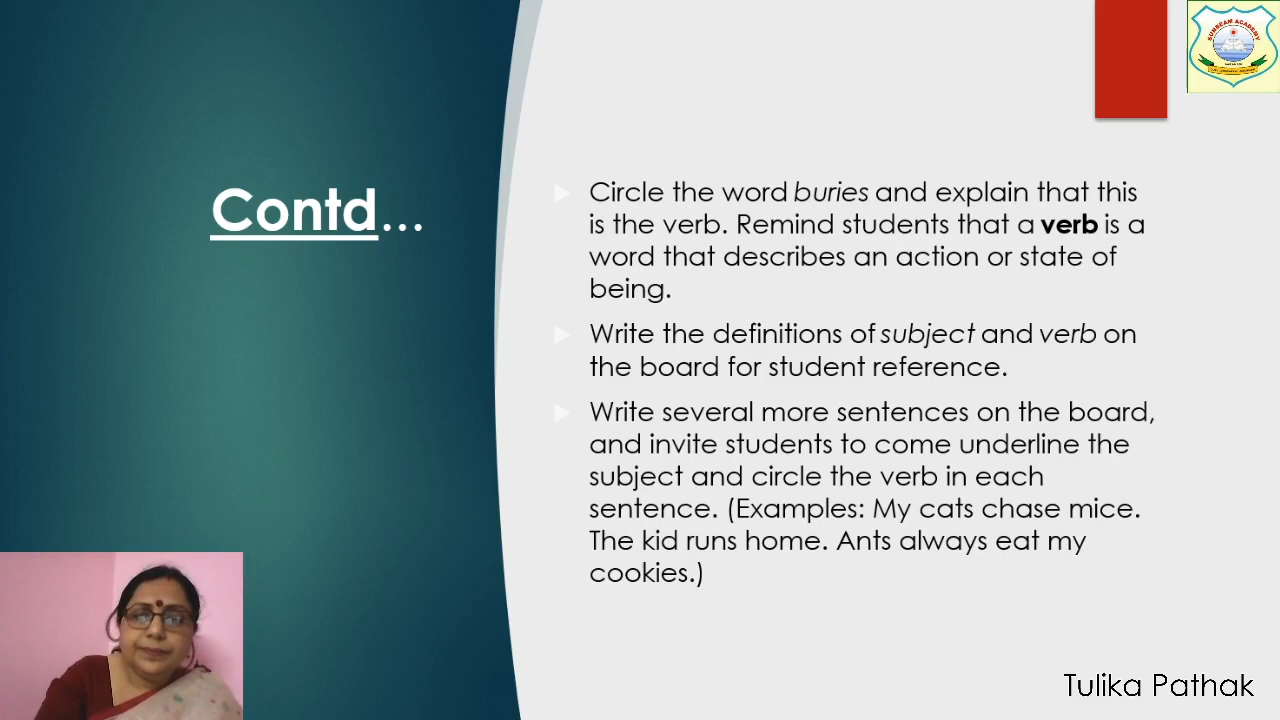 SUNBEAM ACADEMY
Contd...
Circle the word buries and explain that this
is the verb. Remind students that a verb is a
word that describes an action or state of
being.
Write the definitions of subject and verb on
the board for student reference.
Write several more sentences on the board,
and invite students to come underline the
subject and circle the verb in each
sentence. (Examples: My cats chase mice.
The kid runs home. Ants always eat my
cookies.)
Tulika Pathak